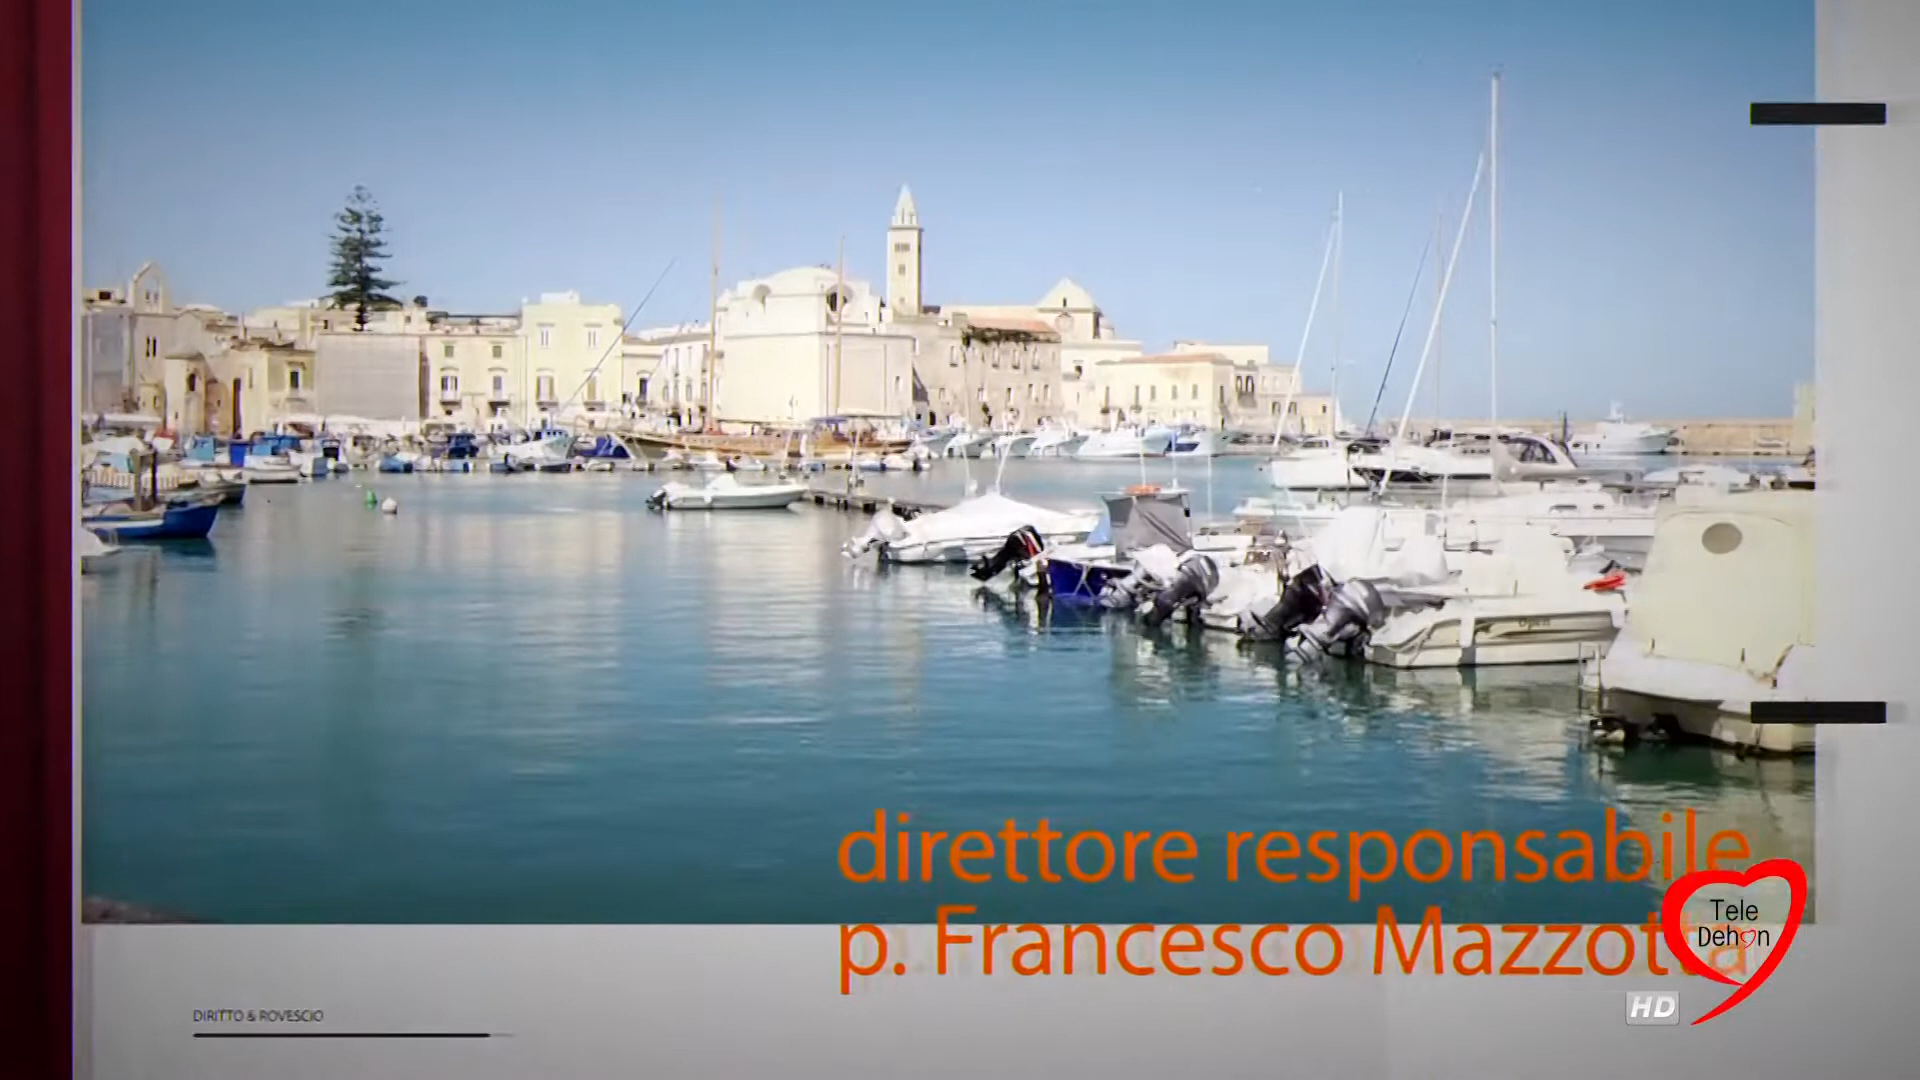 direttore responsabile
p. Francesco Mazzotta
Tele
Dehon
HD
DIRITTO & ROVESCIO